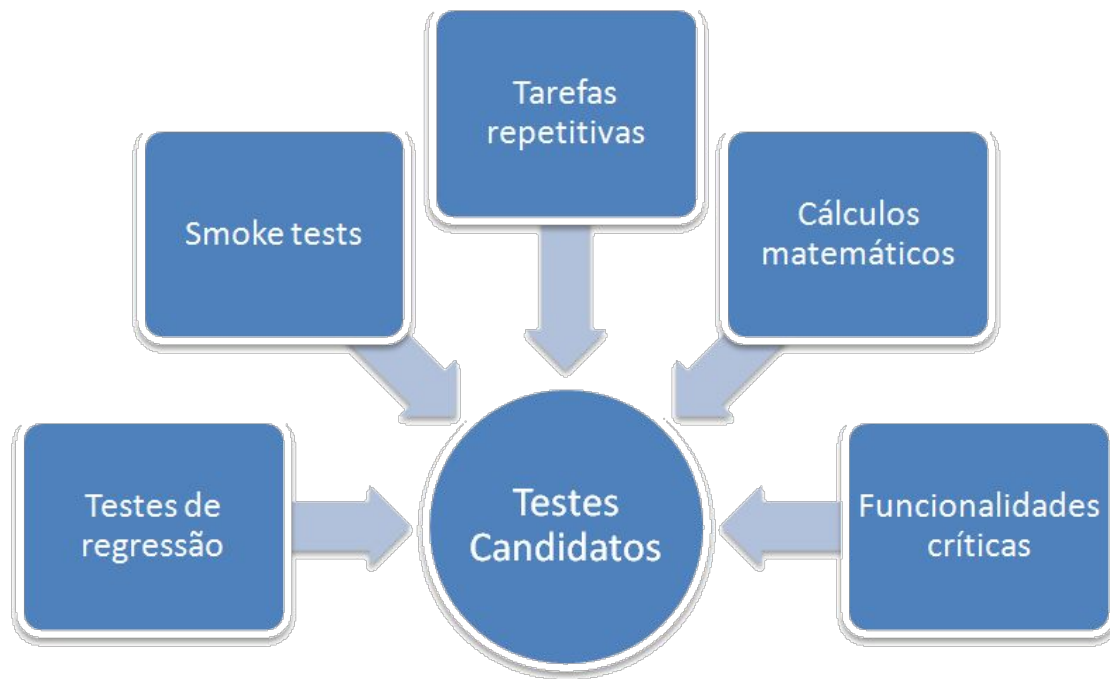 Tarefas
repetitivas
Smoke tests
Cálculos
matemáticos
Testes de
regressão
Testes
Candidatos
Funcionalidades
críticas